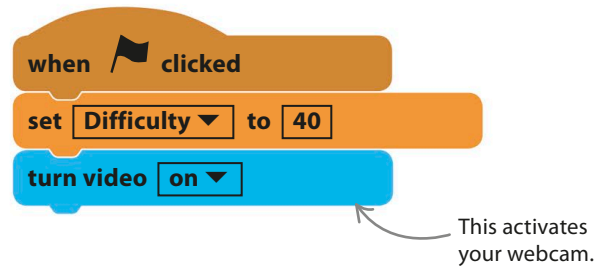 when clicked
set Difficulty to 40
turn video on
This activates
your webcam.